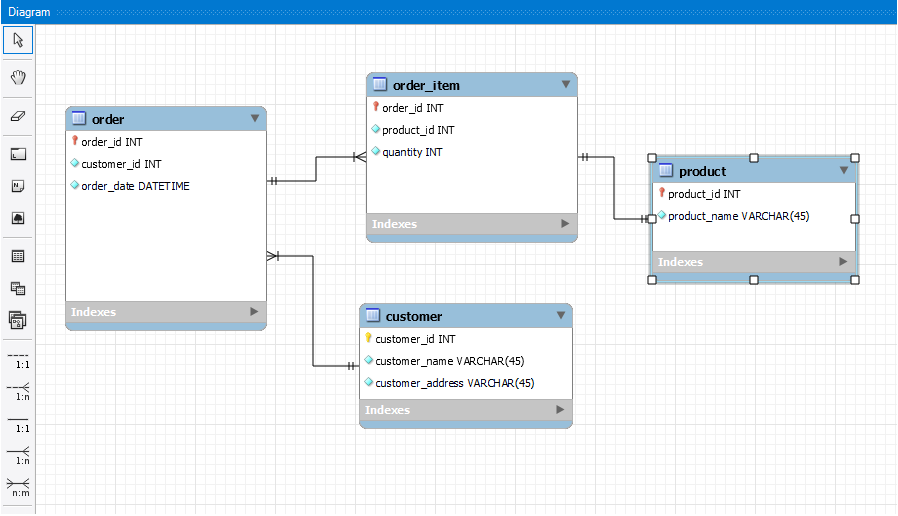 Diagram
order
order_id INT
customer_id INT
order_date DATETIME
Indexes
order_item
order_id INT
product_id INT
quantity INT
Indexes
product
product_id INT
product_name VARCHAR(45)
Indexes
customer
customer_id INT
customer_name VARCHAR(45)
customer_address VARCHAR(45)
Indexes
1:1
1:n
1:1
1:n
n:m